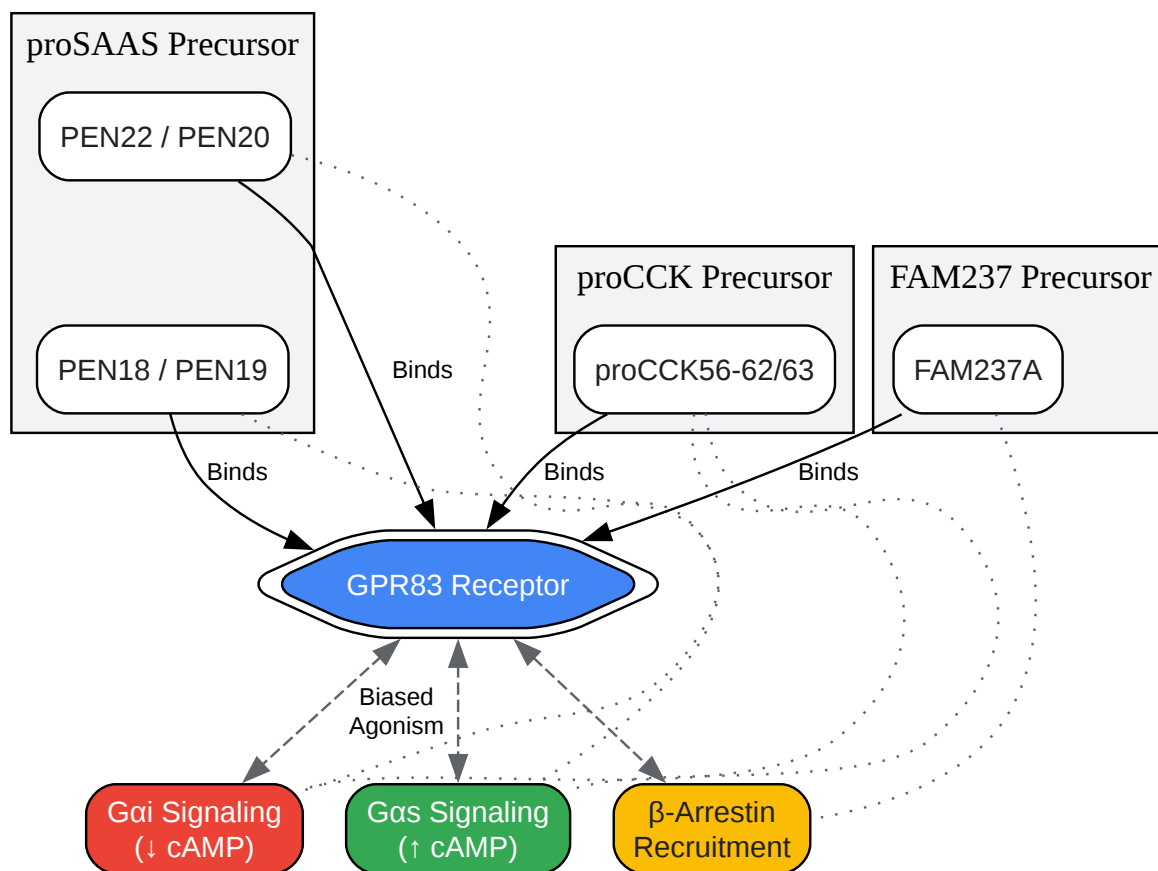 proSAAS Precursor
PEN22 / PEN20
proCCK Precursor
FAM237 Precursor
PEN18 / PEN19
Binds
proCCK56-62/63
FAM237A
Binds
Binds
Binds
GPR83 Receptor
Biased
Agonism
Gαi Signaling
(↓ cAMP)
Gαs Signaling
(↑ cAMP)
β-Arrestin
Recruitment